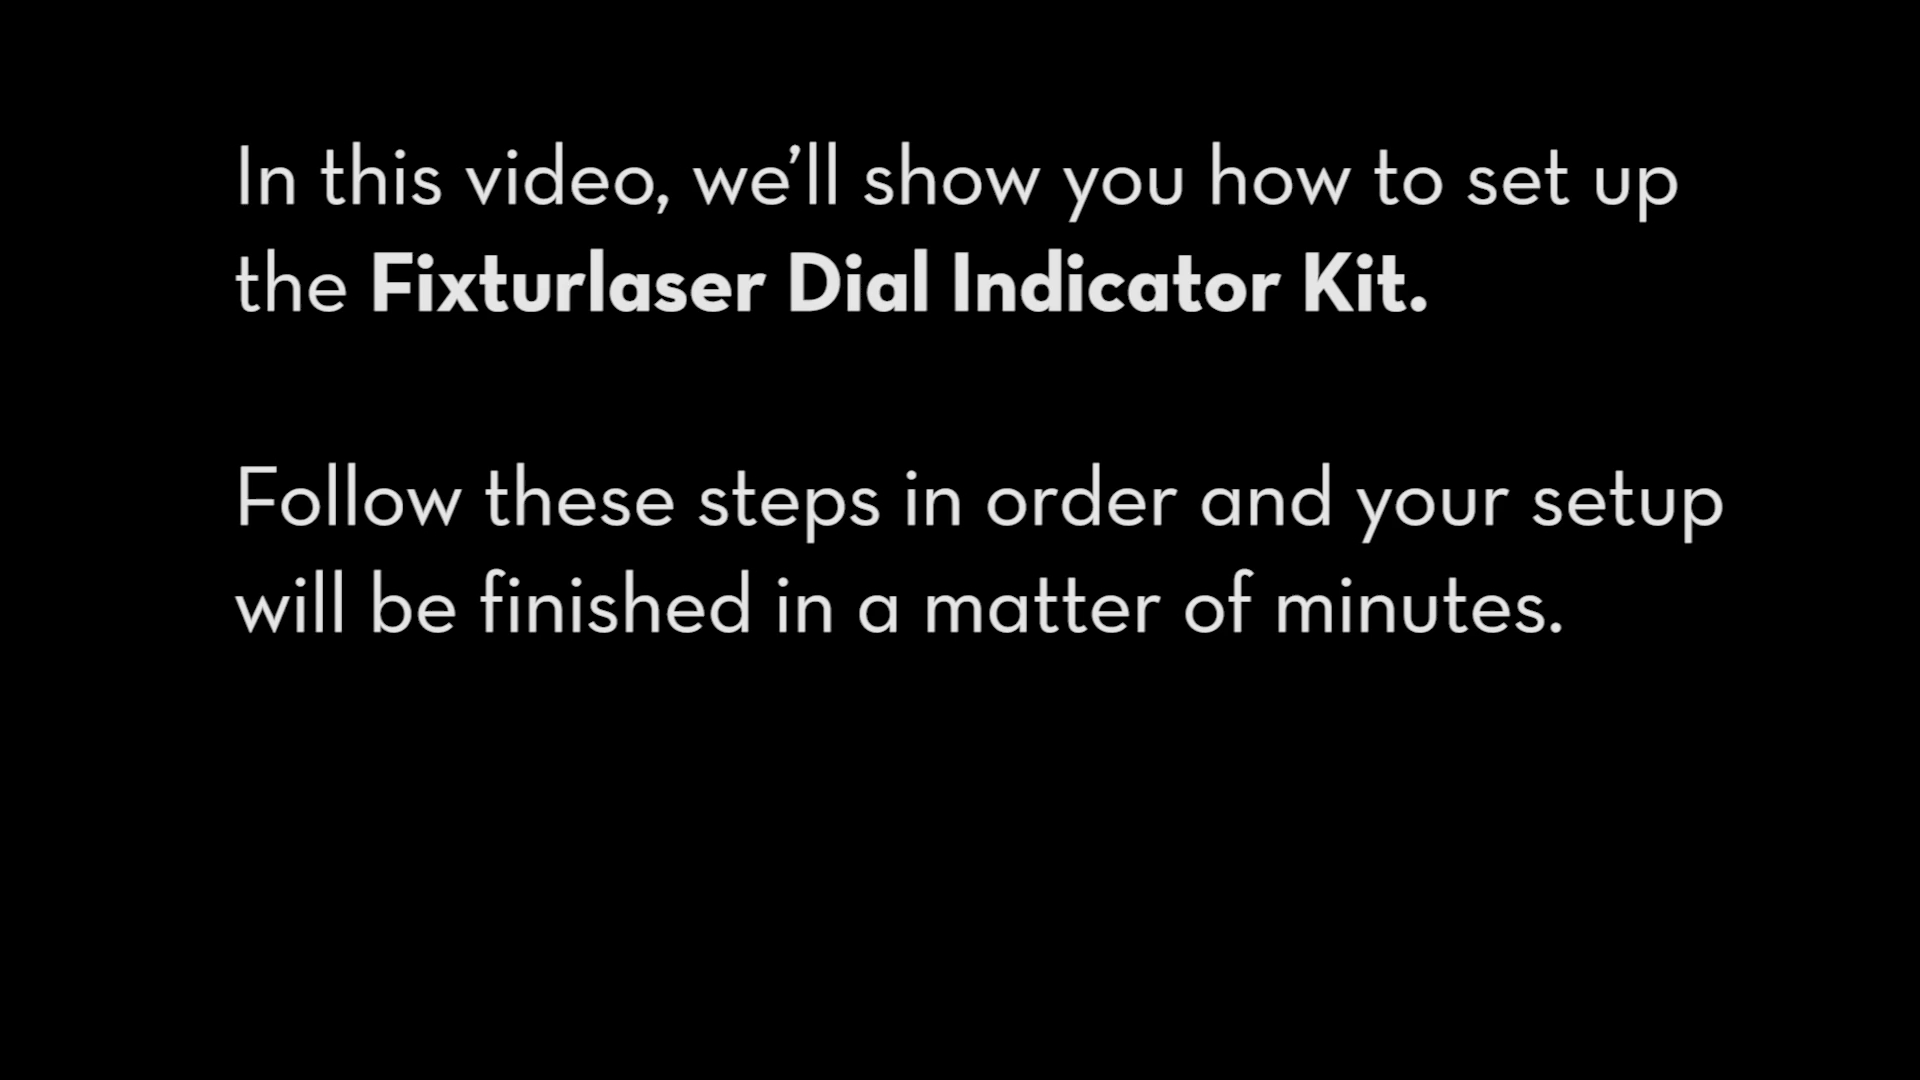 In this video, we’ll show you how to set up
the Fixturlaser Dial Indicator Kit.
Follow these steps in order and your setup
will be finished in a matter of minutes.